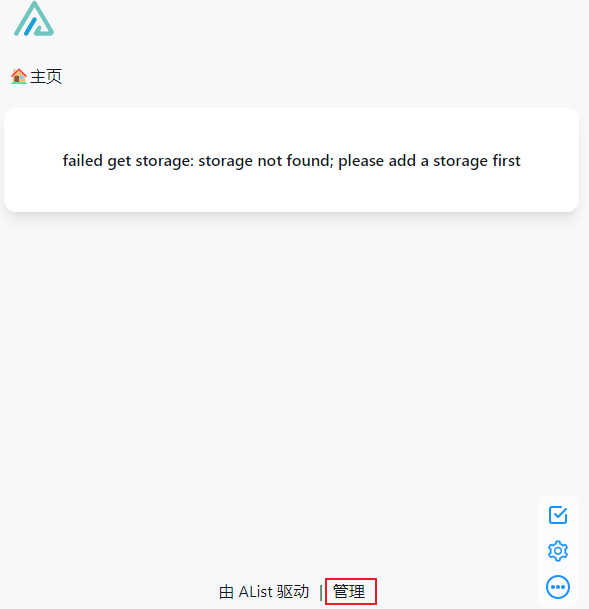 主页
failed get storage: storage not found; please add a storage first
由 AList 驱动 | 管理